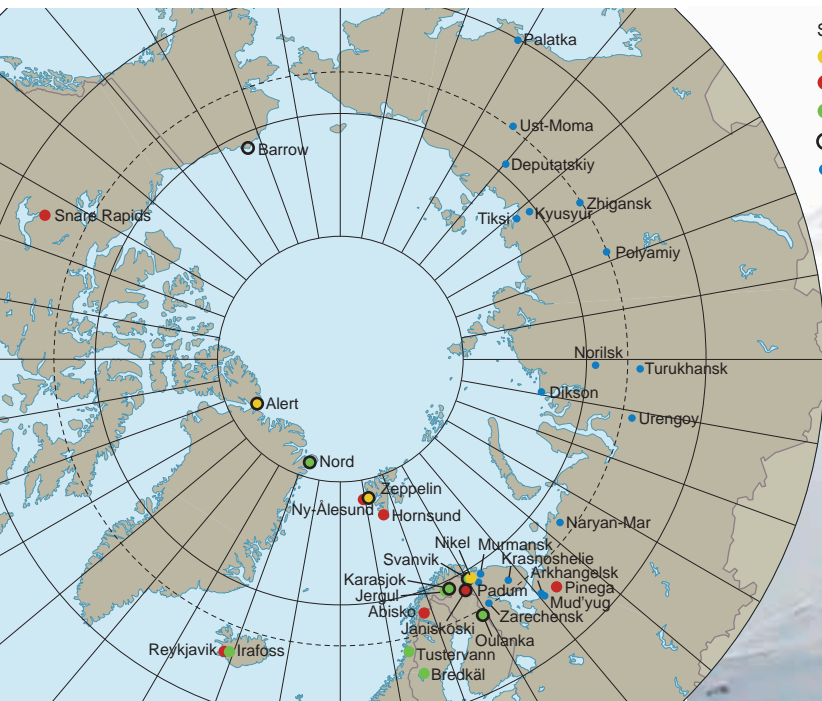 Palatka
Ust-Moma
Barrow
Deputatskiy
Zhigansk
Snare Rapids
Tiksi
Kyusyur
Polyamiy
Norilsk
Turukhansk
Dikson
Alert
Urengoy
Nord
Zeppelin
Ny-Ålesund
Hornsund
Naryan-Mar
Nikel
Murmansk
Svanvik
Krasnoshelie
Arkhangelsk
Karasjok
Pinega
Jergul
Padum
Mud'yug
Abisko
Zarechensk
Janiskoski
Oulanka
Reykjavik
Irafoss
Tustervann
Bredkäl